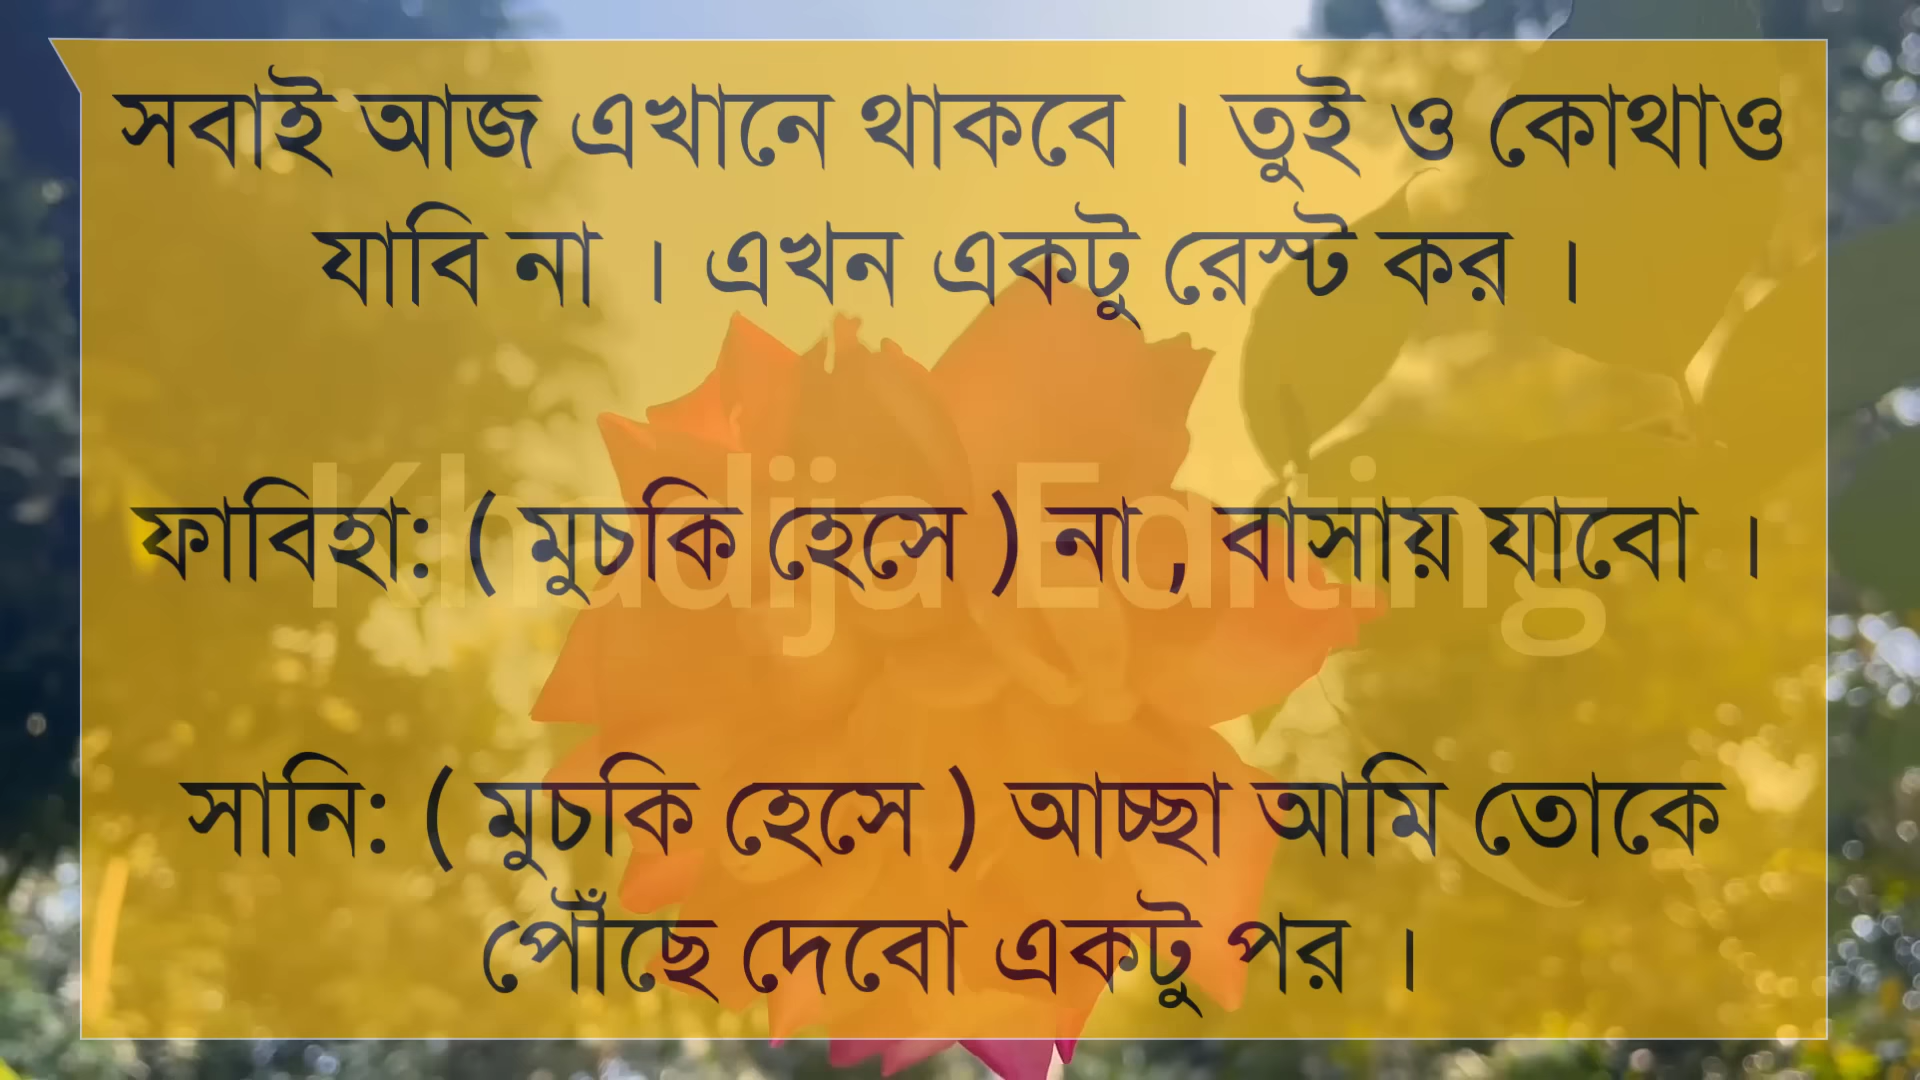 সবাই আজ এখানে থাকবে । তুই ও কোথাও
যাবি না । এখন একটু রেস্ট কর ।
ফাবিহা: ( মুচকি হেসে ) না , বাসায় যাবো ।
Khadija Editing
সানি: ( মুচকি হেসে ) আচ্ছা আমি তোকে
পৌঁছে দেবো একটু পর ।